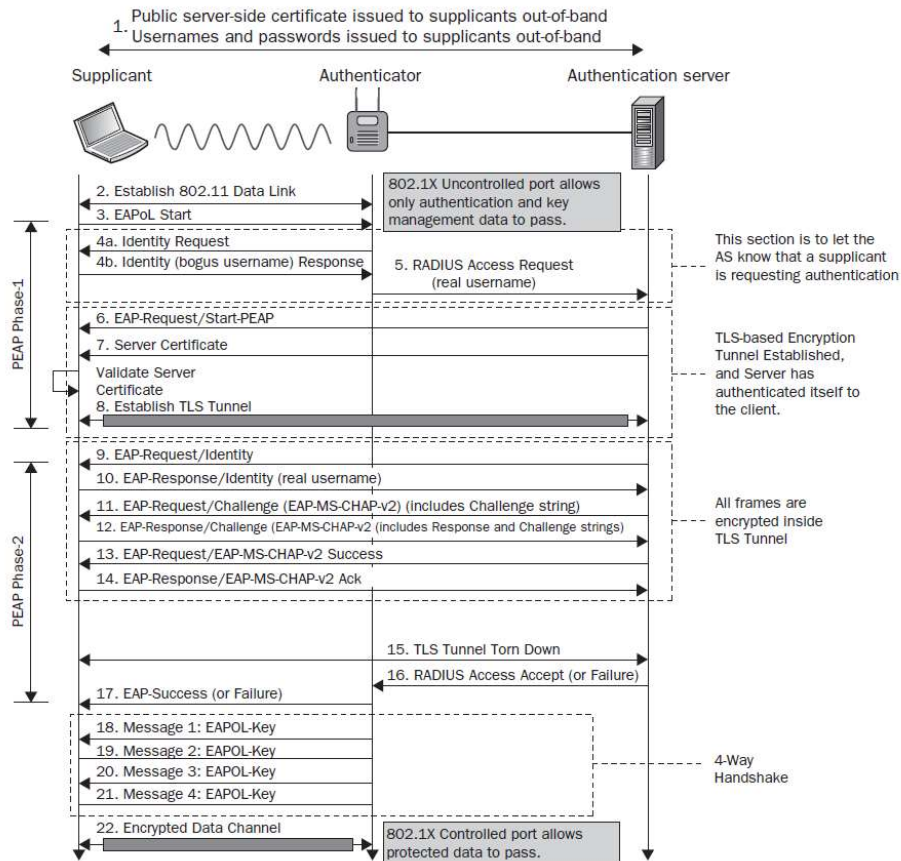 1. Public server-side certificate issued to supplicants out-of-band
Usernames and passwords issued to supplicants out-of-band
Supplicant
Authenticator
Authentication server
2. Establish 802.11 Data Link
802.1X Uncontrolled port allows
only authentication and key
management data to pass.
3. EAPoL Start
4a. Identity Request
4b. Identity (bogus username) Response
5. RADIUS Access Request
(real username)
This section is to let the
AS know that a supplicant
is requesting authentication
PEAP Phase-1
6. EAP-Request/Start-PEAP
7. Server Certificate
Validate Server
Certificate
8. Establish TLS Tunnel
TLS-based Encryption
Tunnel Established,
and Server has
authenticated itself to
the client.
9. EAP-Request/Identity
10. EAP-Response/Identity (real username)
11. EAP-Request/Challenge (EAP-MS-CHAP-v2) (includes Challenge string)
12. EAP-Response/Challenge (EAP-MS-CHAP-v2 (includes Response and Challenge strings)
13. EAP-Request/EAP-MS-CHAP-v2 Success
14. EAP-Response/EAP-MS-CHAP-v2 Ack
All frames are
encrypted inside
TLS Tunnel
PEAP Phase-2
15. TLS Tunnel Torn Down
16. RADIUS Access Accept (or Failure)
17. EAP-Success (or Failure)
18. Message 1: EAPOL-Key
19. Message 2: EAPOL-Key
20. Message 3: EAPOL-Key
21. Message 4: EAPOL-Key
4-Way
Handshake
22. Encrypted Data Channel
802.1X Controlled port allows
protected data to pass.